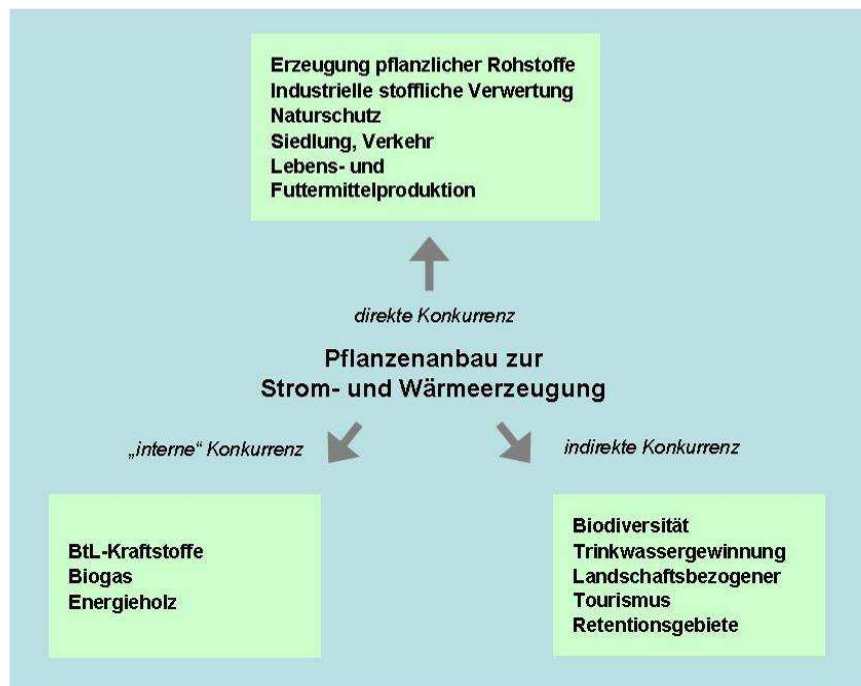 Erzeugung pflanzlicher Rohstoffe
Industrielle stoffliche Verwertung
Naturschutz
Siedlung, Verkehr
Lebens- und
Futtermittelproduktion
direkte Konkurrenz
Pflanzenanbau zur
Strom- und Wärmeerzeugung
„interne“ Konkurrenz
indirekte Konkurrenz
BtL-Kraftstoffe
Biogas
Energieholz
Biodiversität
Trinkwassergewinnung
Landschaftsbezogener
Tourismus
Retentionsgebiete